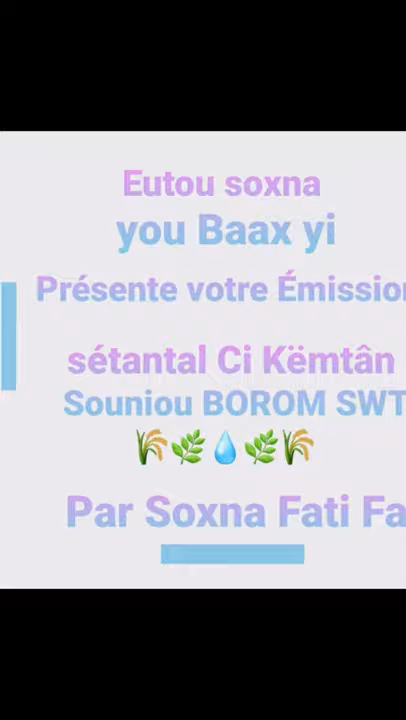 Eutou soxna
you Baax yi
Présente votre Émission
sétantal Ci Këmtân
Souniou BOROM SWT
🌾🌿💧🌿🌾
Par Soxna Fati Fa